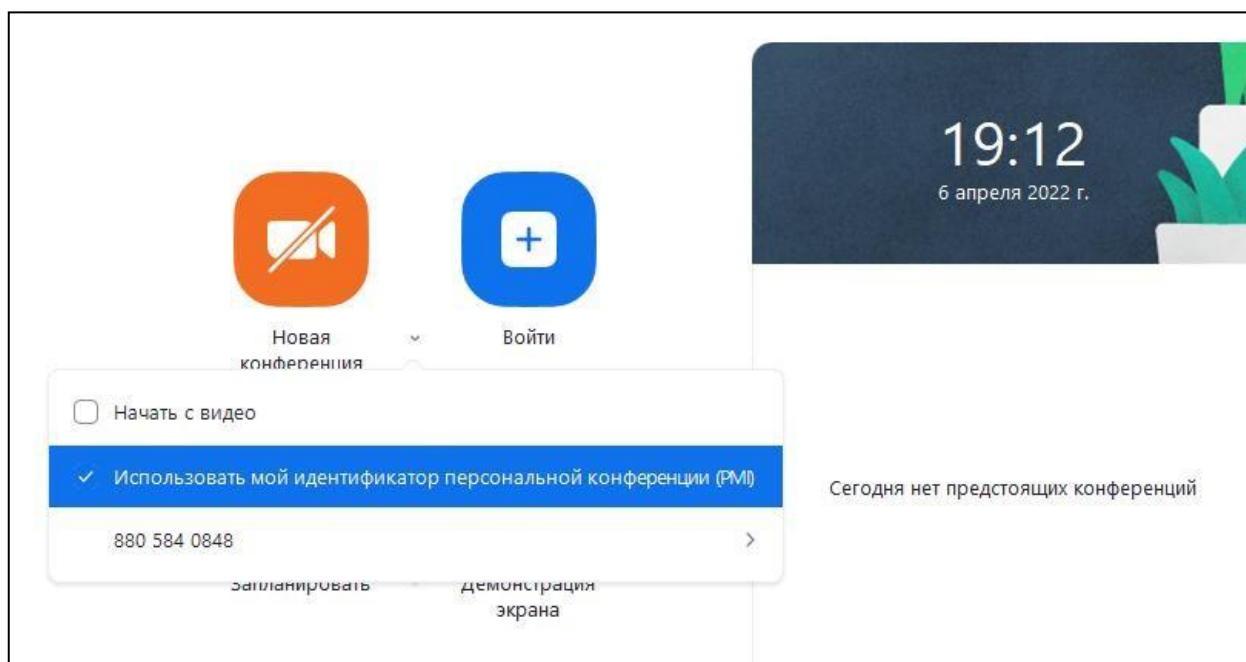 19:12
6 апреля 2022 г.
Новая
конференция
Войти
Начать с видео
Использовать мой идентификатор персональной конференции (PMI)
880 584 0848
Запланировать
Демонстрация
экрана
Сегодня нет предстоящих конференций